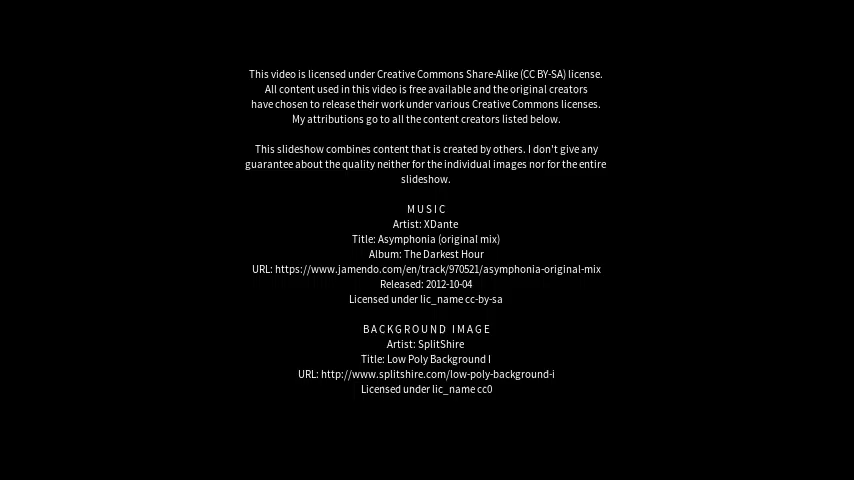 This video is licensed under Creative Commons Share-Alike (CC BY-SA) license.
All content used in this video is free available and the original creators
have chosen to release their work under various Creative Commons licenses.
My attributions go to all the content creators listed below.
This slideshow combines content that is created by others. I don't give any
guarantee about the quality neither for the individual images nor for the entire
slideshow.
MUSIC
Artist: XDante
Title: Asymphonia (original mix)
Album: The Darkest Hour
URL: https://www.jamendo.com/en/track/970521/asymphonia-original-mix
Released: 2012-10-04
Licensed under lic_name cc-by-sa
BACKGROUND IMAGE
Artist: SplitShire
Title: Low Poly Background I
URL: http://www.splitshire.com/low-poly-background-i
Licensed under lic_name cc0